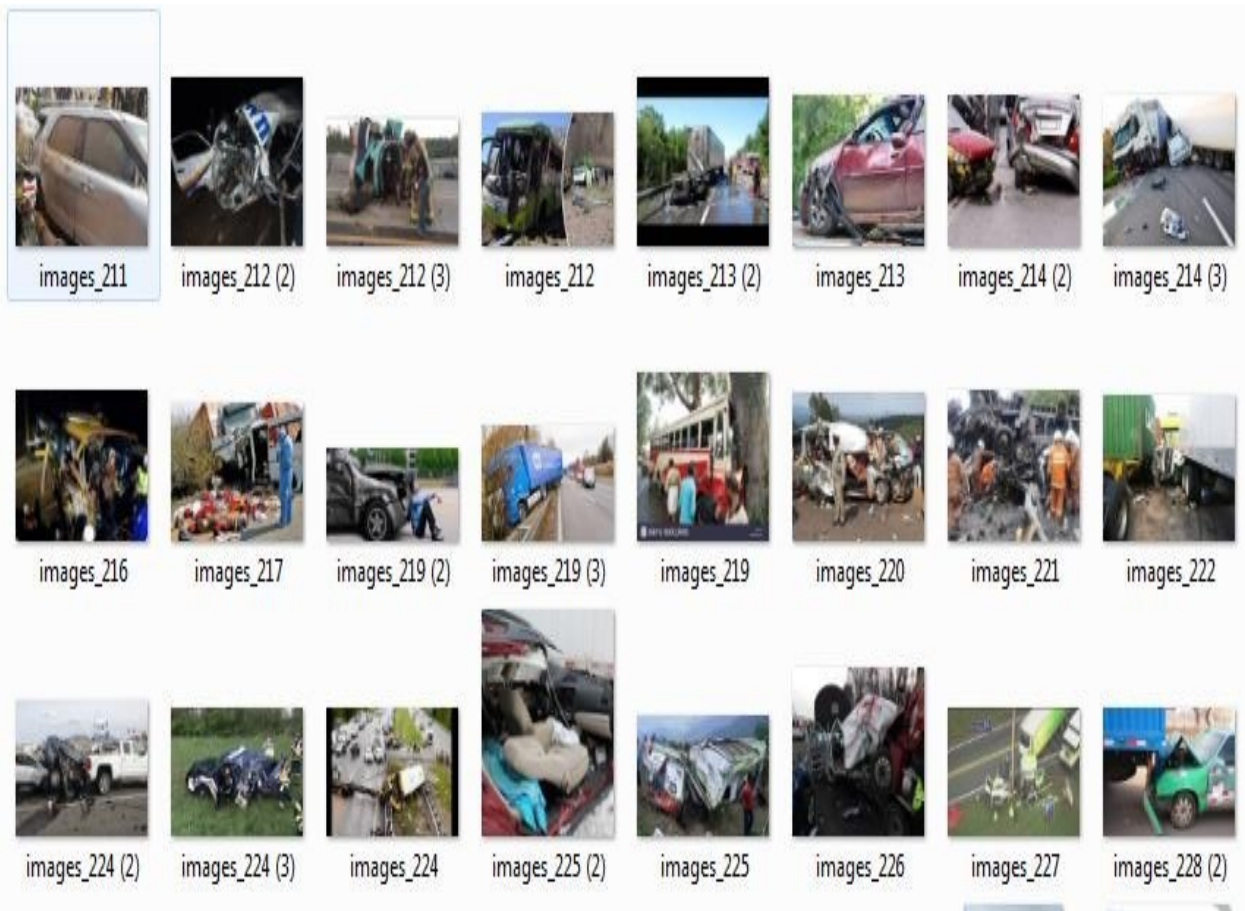 images_211
images_212 (2)
images_212 (3)
images_212
images_213 (2)
images_213
images_214 (2)
images_214 (3)
images_216
images_217
images_219 (2)
images_219 (3)
images_219
images_220
images_221
images_222
images_224 (2)
images_224 (3)
images_224
images_225 (2)
images_225
images_226
images_227
images_228 (2)